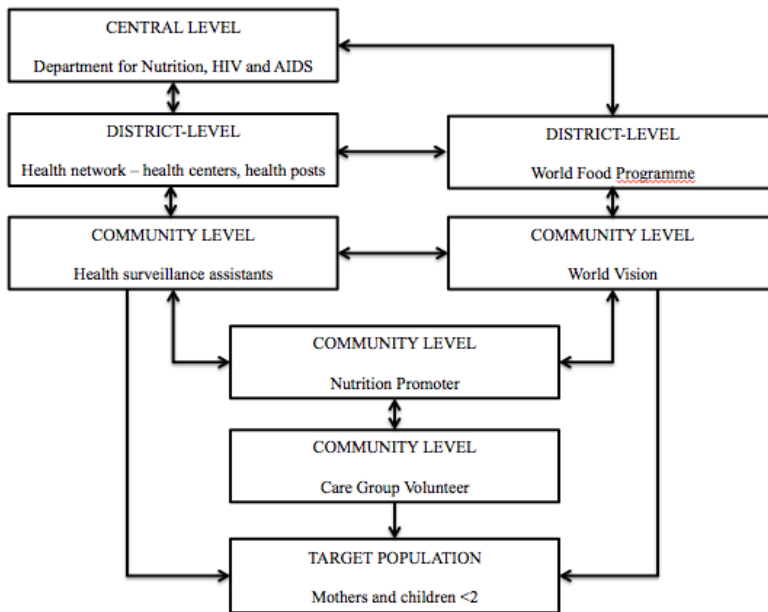 CENTRAL LEVEL
Department for Nutrition, HIV and AIDS
DISTRICT-LEVEL
Health network – health centers, health posts
DISTRICT-LEVEL
World Food Programme
COMMUNITY LEVEL
Health surveillance assistants
COMMUNITY LEVEL
World Vision
COMMUNITY LEVEL
Nutrition Promoter
COMMUNITY LEVEL
Care Group Volunteer
TARGET POPULATION
Mothers and children <2